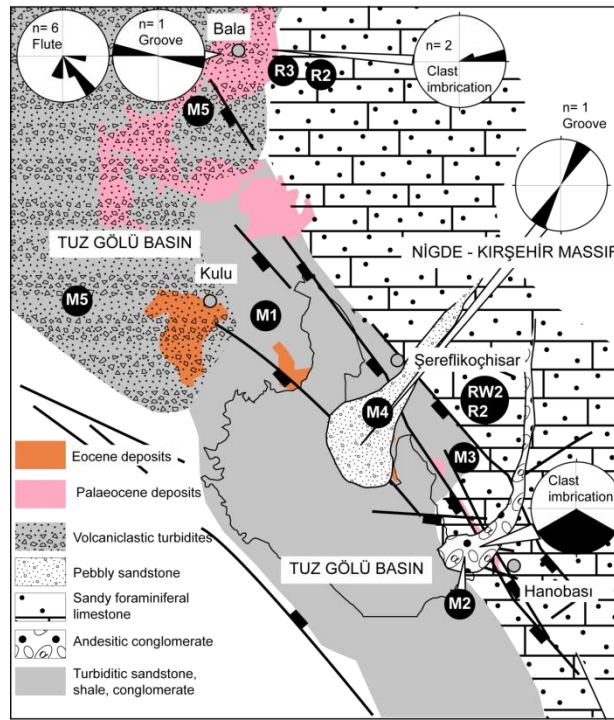 n= 6
Flute
n= 1
Groove
Bala
n= 2
Clast
imbrication
R3
R2
M5
n= 1
Groove
TUZ GÖLÜ BASIN
NİGDE - KIRŞEHİR MASSIF
Kulu
M5
M1
Şereflikoçhisar
RW2
R2
M4
M3
Clast
imbrication
Eocene deposits
Palaeocene deposits
Volcaniclastic turbidites
Pebbly sandstone
Sandy foraminiferal
limestone
Andesitic conglomerate
Turbiditic sandstone,
shale, conglomerate
TUZ GÖLÜ BASIN
Hanobası
M2